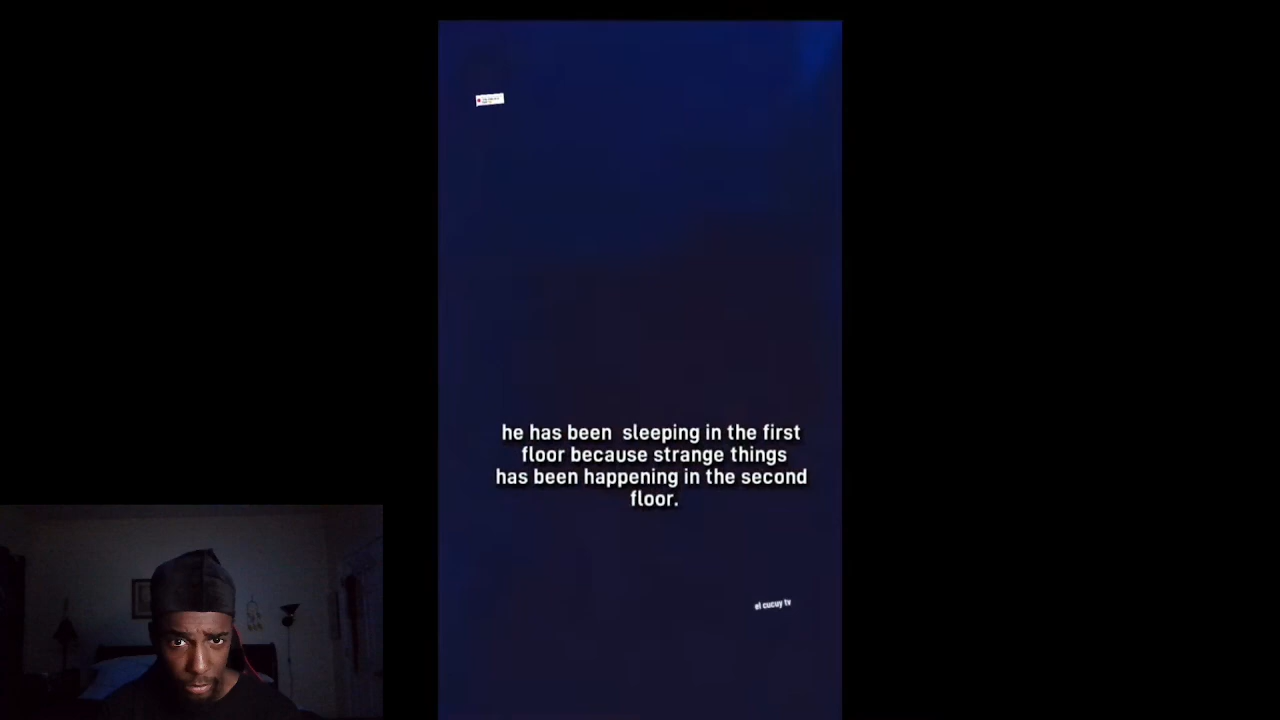 he has been  sleeping in the first
floor because strange things
has been happening in the second
floor.
el cucuy tv